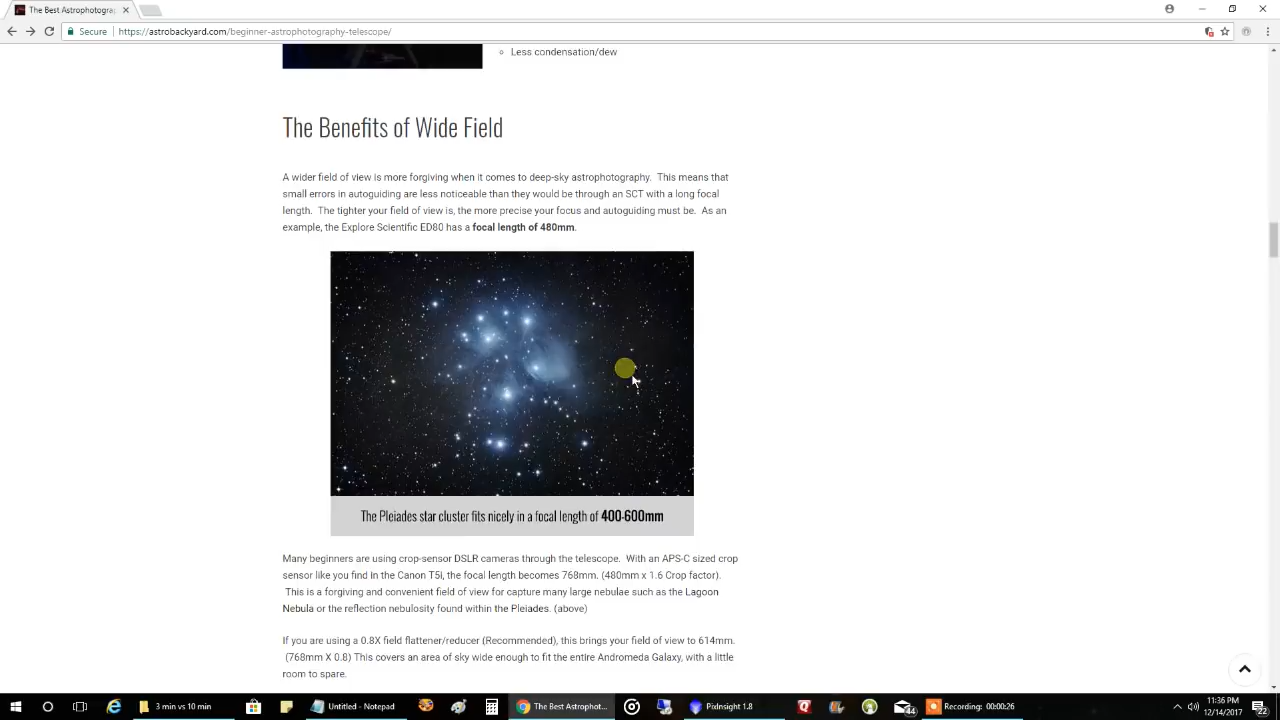 The Best Astrophotograp
Secure
https://astrobackyard.com/beginner-astrophotography-telescope/
Less condensation/dew
The Benefits of Wide Field
A wider field of view is more forgiving when it comes to deep-sky astrophotography. This means that
small errors in autoguiding are less noticeable than they would be through an SCT with a long focal
length. The tighter your field of view is, the more precise your focus and autoguiding must be. As an
example, the Explore Scientific ED80 has a focal length of 480mm.
The Pleiades star cluster fits nicely in a focal length of 400-600mm
Many beginners are using crop-sensor DSLR cameras through the telescope. With an APS-C sized crop
sensor like you find in the Canon T5i, the focal length becomes 768mm. (480mm x 1.6 Crop factor).
This is a forgiving and convenient field of view for capture many large nebulae such as the Lagoon
Nebula or the reflection nebulosity found within the Pleiades. (above)
If you are using a 0.8X field flattener/reducer (Recommended), this brings your field of view to 614mm.
(768mm X 0.8) This covers an area of sky wide enough to fit the entire Andromeda Galaxy, with a little
room to spare.
3 min vs 10 min
Untitled - Notepad
The Best Astrophot...
PixInsight 1.8
44
Recording: 00:00:26
11:36 PM
12/14/2017
22